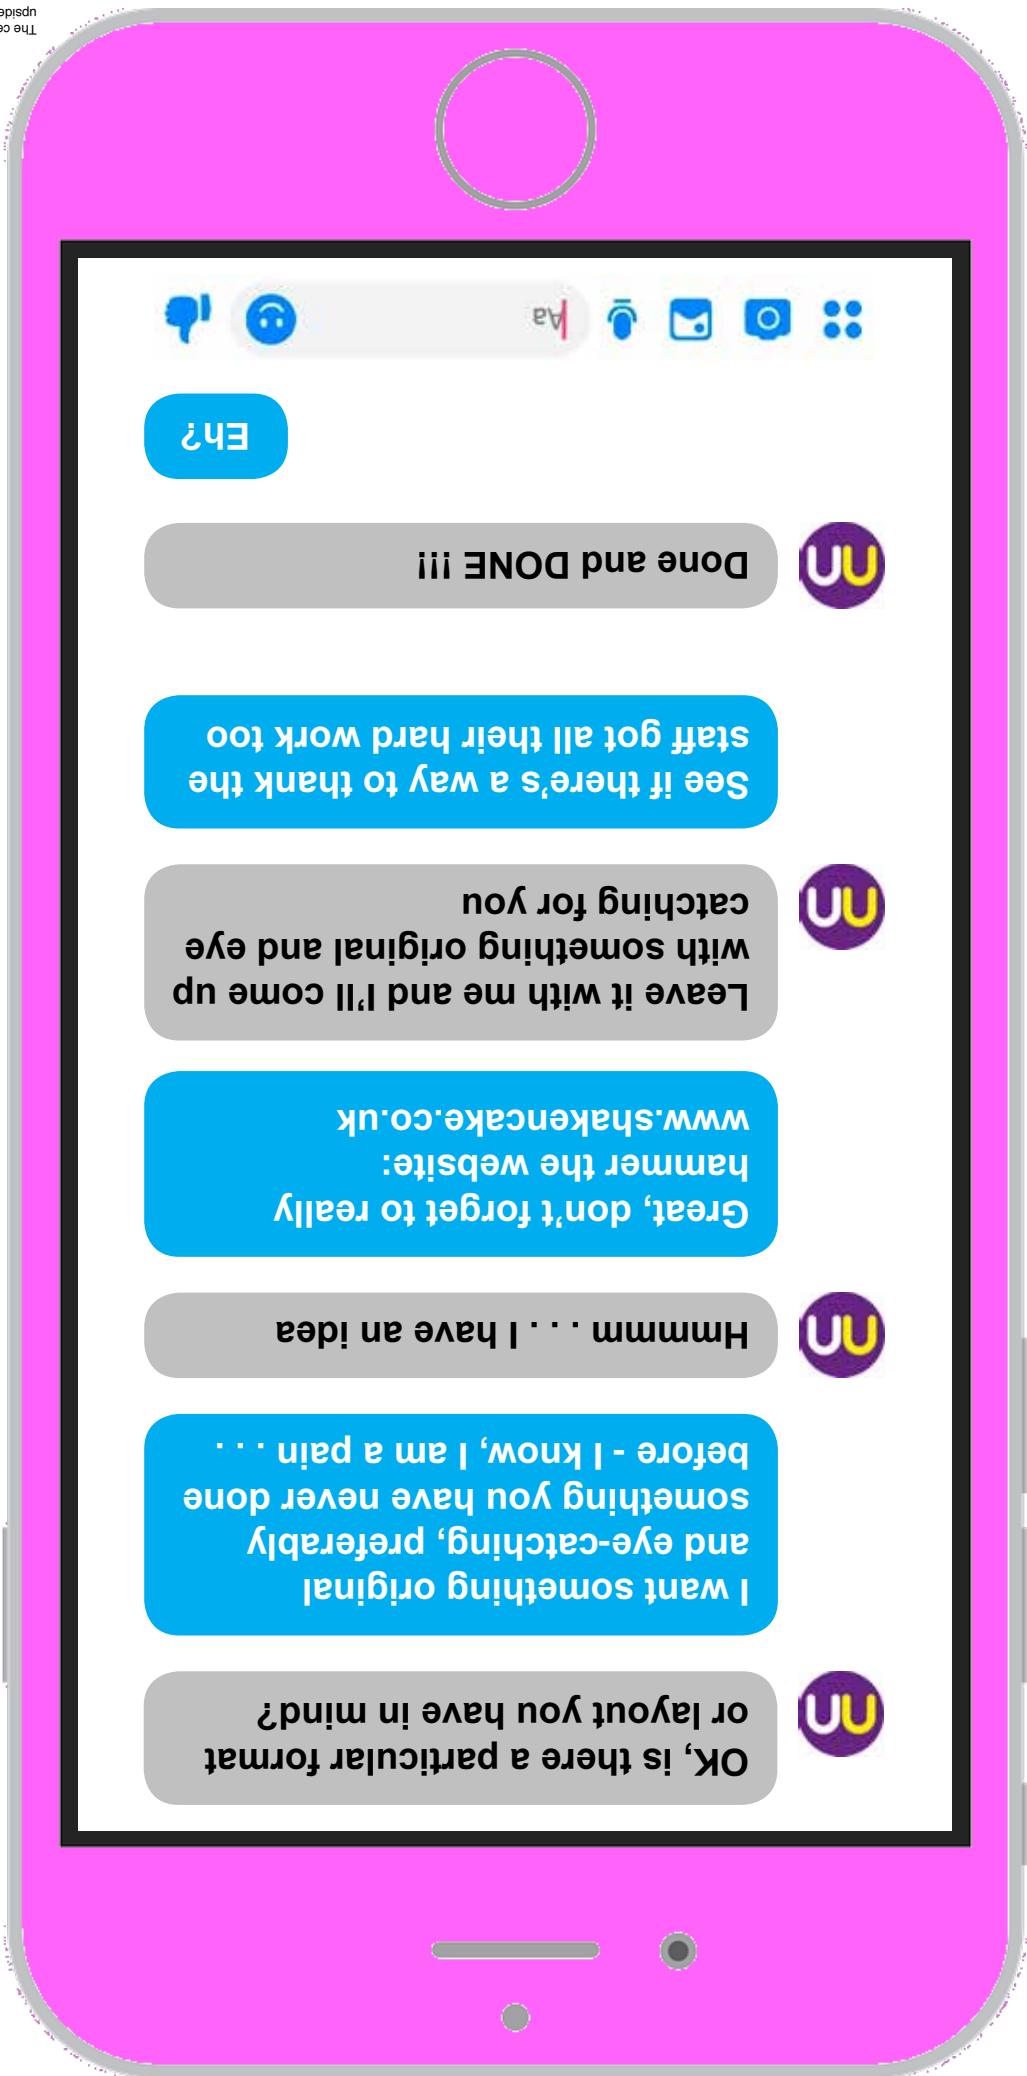 OK, is there a particular format
or layout you have in mind?
I want something original
and eye-catching, preferably
something you have never done
before - I know, I am a pain . . .
Hmmmm . . . I have an idea
Great, don't forget to really
hammer the website:
www.shakencake.co.uk
Leave it with me and I'll come up
with something original and eye
catching for you
See if there's a way to thank the
staff got all their hard work too
Done and DONE !!!
Eh?
Aa
The ce
upside